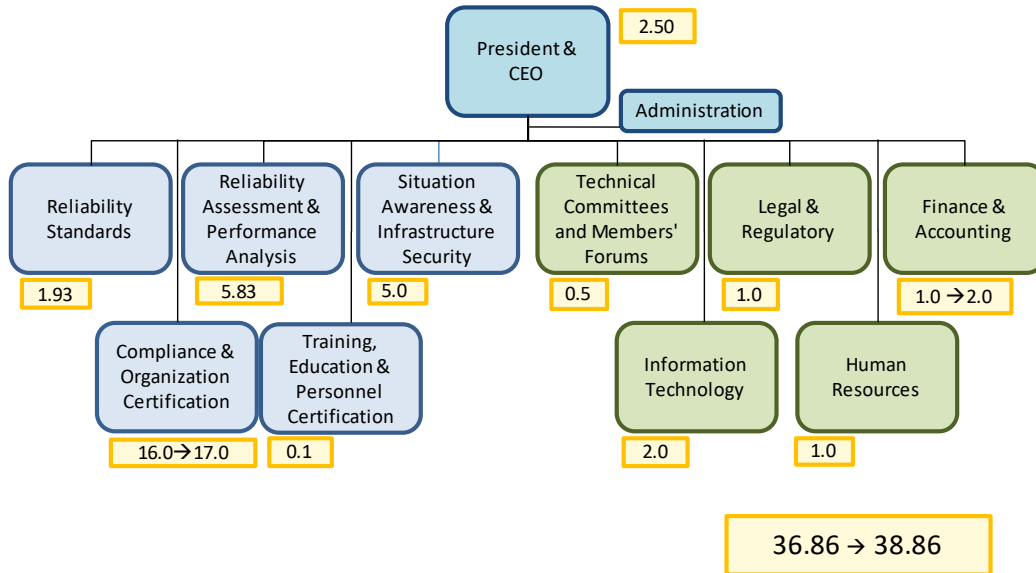 2.50
President &
CEO
Administration
Reliability
Standards
Reliability
Assessment &
Performance
Analysis
Situation
Awareness &
Infrastructure
Security
Technical
Committees
and Members'
Forums
Legal &
Regulatory
Finance &
Accounting
1.93
5.83
5.0
0.5
1.0
1.0 → 2.0
Compliance &
Organization
Certification
Training,
Education &
Personnel
Certification
Information
Technology
Human
Resources
16.0→17.0
0.1
2.0
1.0
36.86 → 38.86